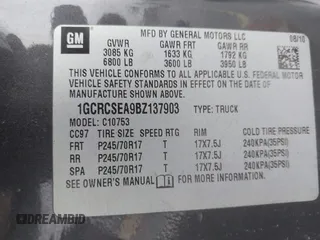 GM
MFD BY GENERAL MOTORS LLC
08/10
GVWR GAWR FRT GAWR RR
3085 KG 1633 KG 1792 KG
6800 LB 3600 LB 3950 LB
THIS VEHICLE CONFORMS TO ALL APPLICABLE U.S. FEDERAL
MOTOR VEHICLE SAFETY STANDARDS IN EFFECT ON
THE DATE OF MANUFACTURE SHOWN ABOVE.
1GCRCSEA9BZ137903 TYPE: TRUCK
MODEL: C10753
CC97 TIRE SIZE SPEED RTG RIM COLD TIRE PRESSURE
FRT P245/70R17 T 17X7.5J 240KPA(35PSI)
RR P245/70R17 T 17X7.5J 240KPA(35PSI)
SPA P245/70R17 T 17X7.5J 240KPA(35PSI)
SEE OWNER'S MANUAL FOR ADDITIONAL INFORMATION
DREAMBID